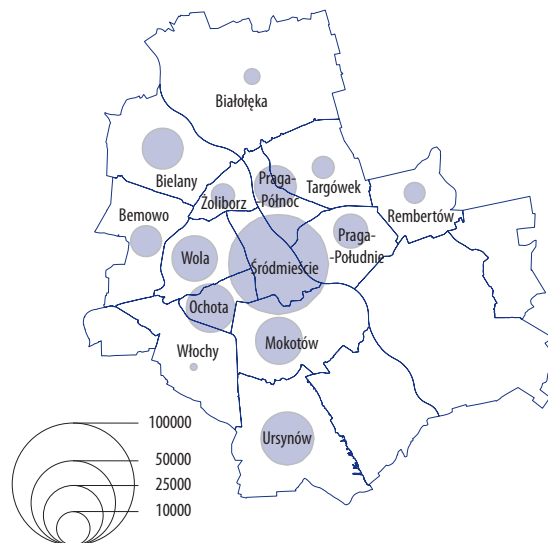 Białołęka
Bielany
Żoliborz
Praga-
-Północ
Targówek
Rembertów
Bemowo
Wola
Śródmieście
Praga-
-Południe
Ochota
Włochy
Mokotów
Ursynów
100000
50000
25000
10000